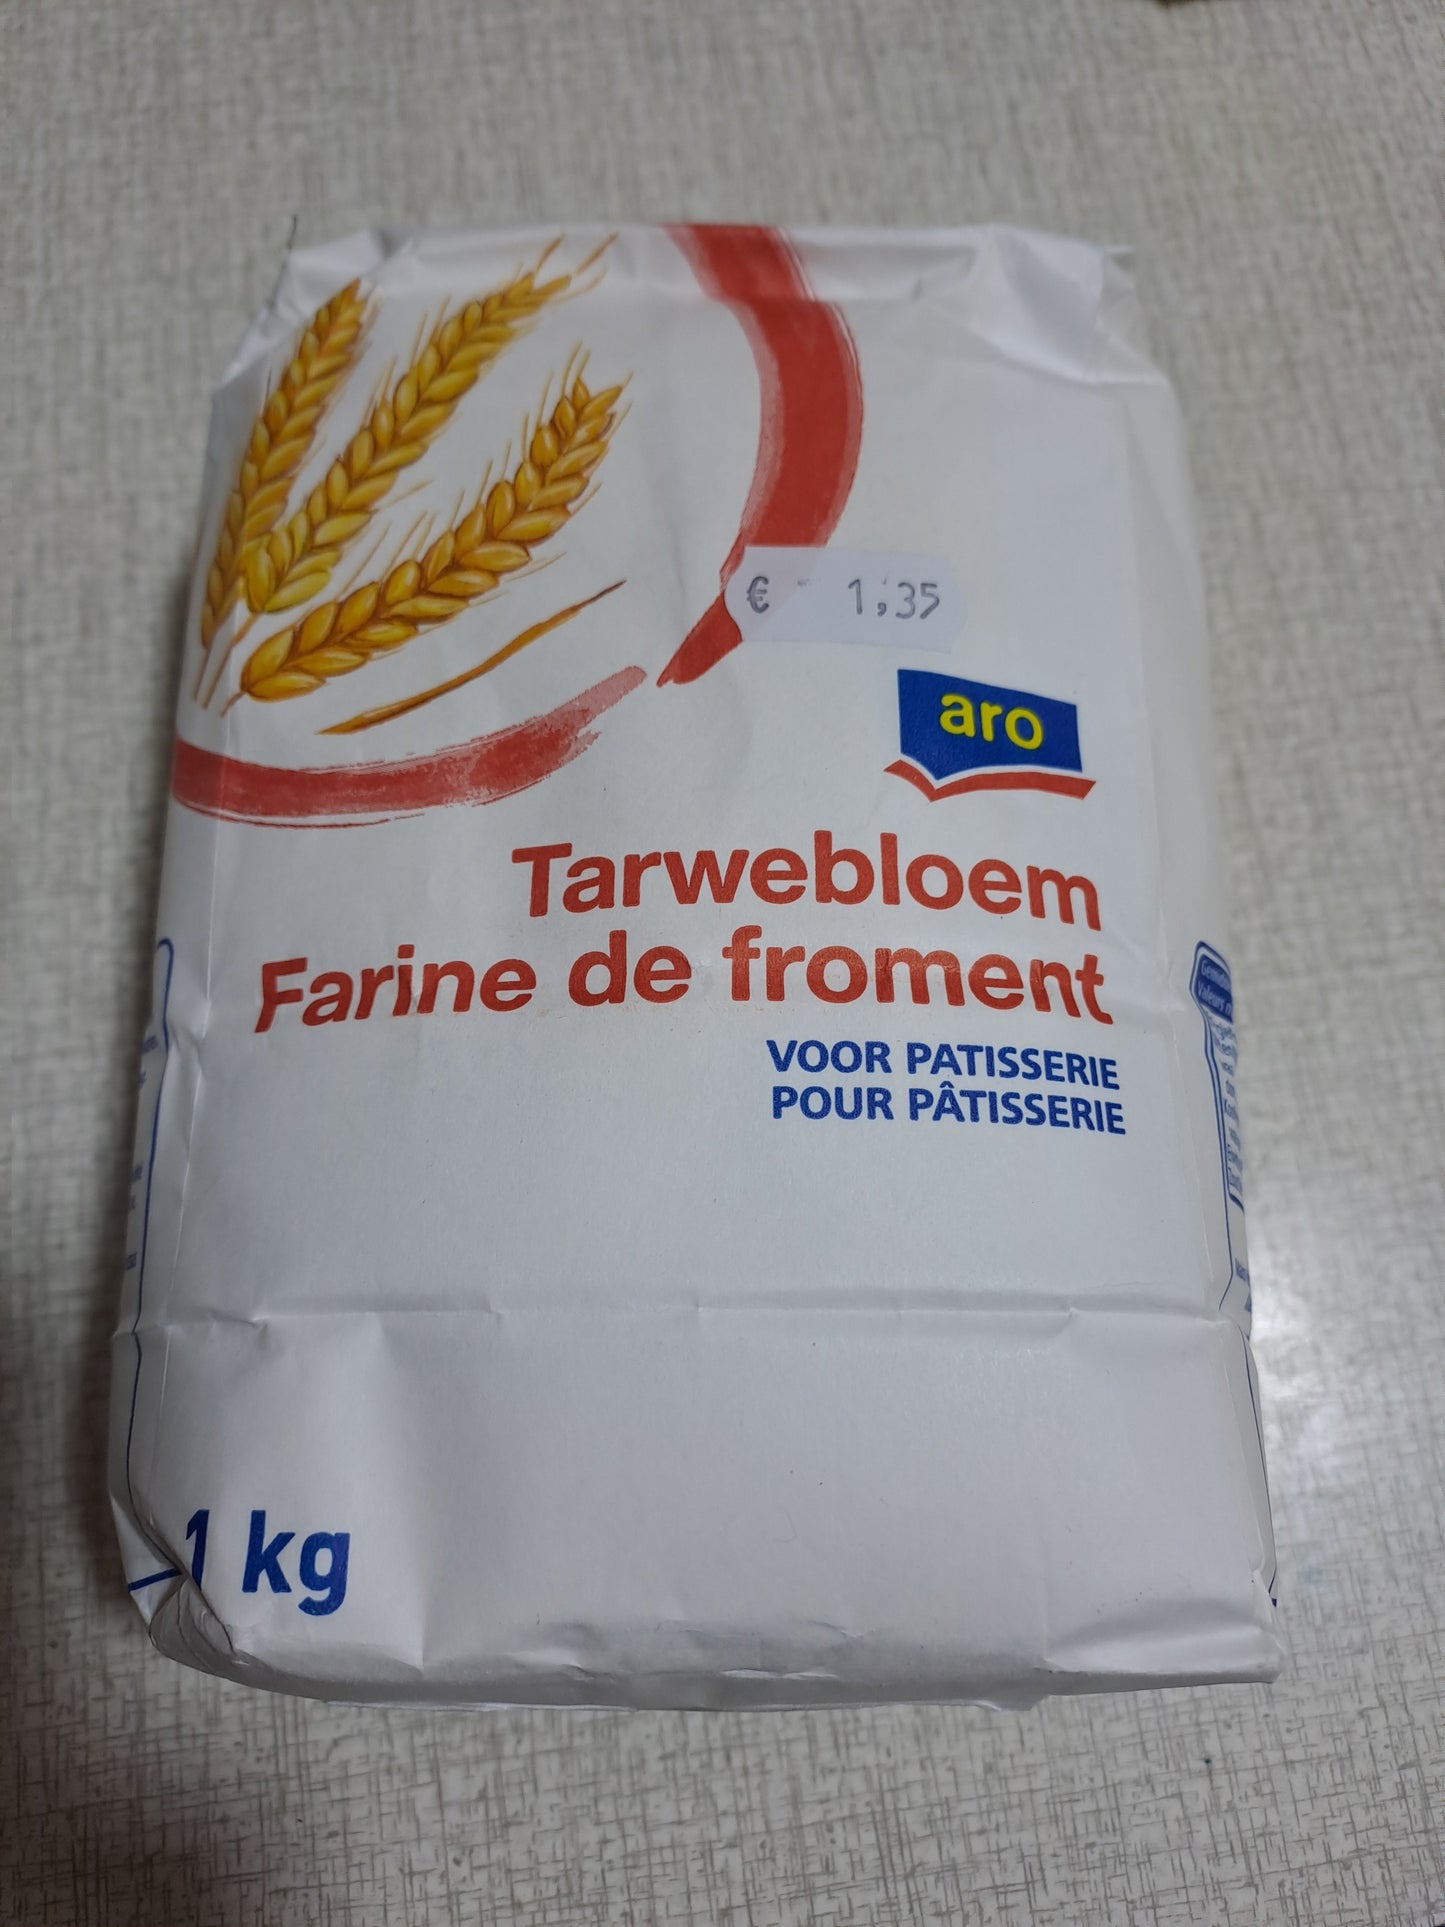 € 1,35
aro
Tarwebloem
Farine de froment
VOOR PATISSERIE
POUR PÂTISSERIE
1 kg